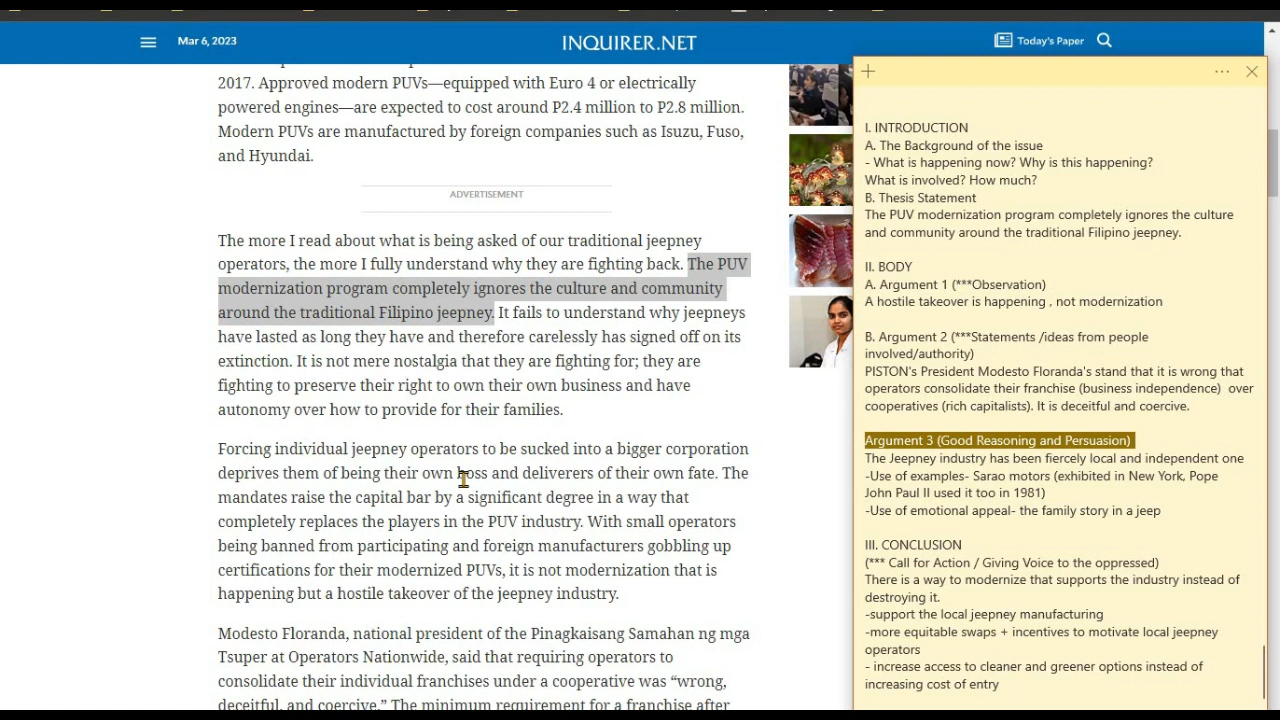 Mar 6, 2023
INQUIRER.NET
Today's Paper
2017. Approved modern PUVs—equipped with Euro 4 or electrically
powered engines—are expected to cost around P2.4 million to P2.8 million.
Modern PUVs are manufactured by foreign companies such as Isuzu, Fuso,
and Hyundai.
ADVERTISEMENT
The more I read about what is being asked of our traditional jeepney
operators, the more I fully understand why they are fighting back. The PUV
modernization program completely ignores the culture and community
around the traditional Filipino jeepney. It fails to understand why jeepneys
have lasted as long they have and therefore carelessly has signed off on its
extinction. It is not mere nostalgia that they are fighting for; they are
fighting to preserve their right to own their own business and have
autonomy over how to provide for their families.
Forcing individual jeepney operators to be sucked into a bigger corporation
deprives them of being their own boss and deliverers of their own fate. The
mandates raise the capital bar by a significant degree in a way that
completely replaces the players in the PUV industry. With small operators
being banned from participating and foreign manufacturers gobbling up
certifications for their modernized PUVs, it is not modernization that is
happening but a hostile takeover of the jeepney industry.
Modesto Floranda, national president of the Pinagkaisang Samahan ng mga
Tsuper at Operators Nationwide, said that requiring operators to
consolidate their individual franchises under a cooperative was “wrong,
deceitful, and coercive.” The minimum requirement for a franchise after
I. INTRODUCTION
A. The Background of the issue
- What is happening now? Why is this happening?
What is involved? How much?
B. Thesis Statement
The PUV modernization program completely ignores the culture
and community around the traditional Filipino jeepney.
II. BODY
A. Argument 1 (***Observation)
A hostile takeover is happening , not modernization
B. Argument 2 (***Statements /ideas from people
involved/authority)
PISTON's President Modesto Floranda's stand that it is wrong that
operators consolidate their franchise (business independence) over
cooperatives (rich capitalists). It is deceitful and coercive.
Argument 3 (Good Reasoning and Persuasion)
The Jeepney industry has been fiercely local and independent one
-Use of examples- Sarao motors (exhibited in New York, Pope
John Paul II used it too in 1981)
-Use of emotional appeal- the family story in a jeep
III. CONCLUSION
(*** Call for Action / Giving Voice to the oppressed)
There is a way to modernize that supports the industry instead of
destroying it.
-support the local jeepney manufacturing
-more equitable swaps + incentives to motivate local jeepney
operators
- increase access to cleaner and greener options instead of
increasing cost of entry